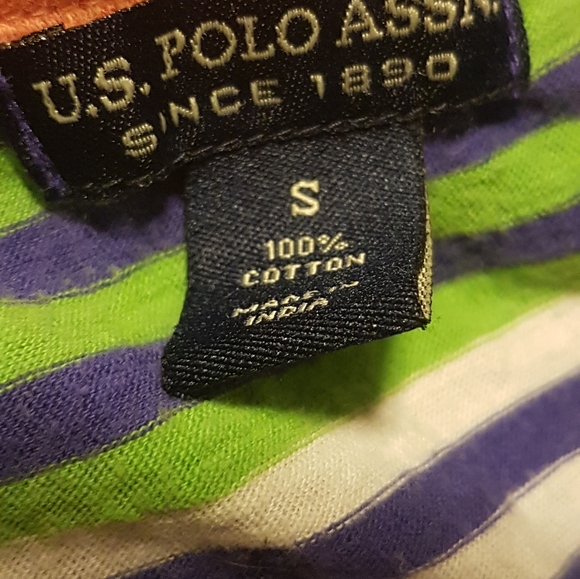 U.S. POLO ASSN.
SINCE 1890
S
100%
COTTON
MADE IN
INDIA